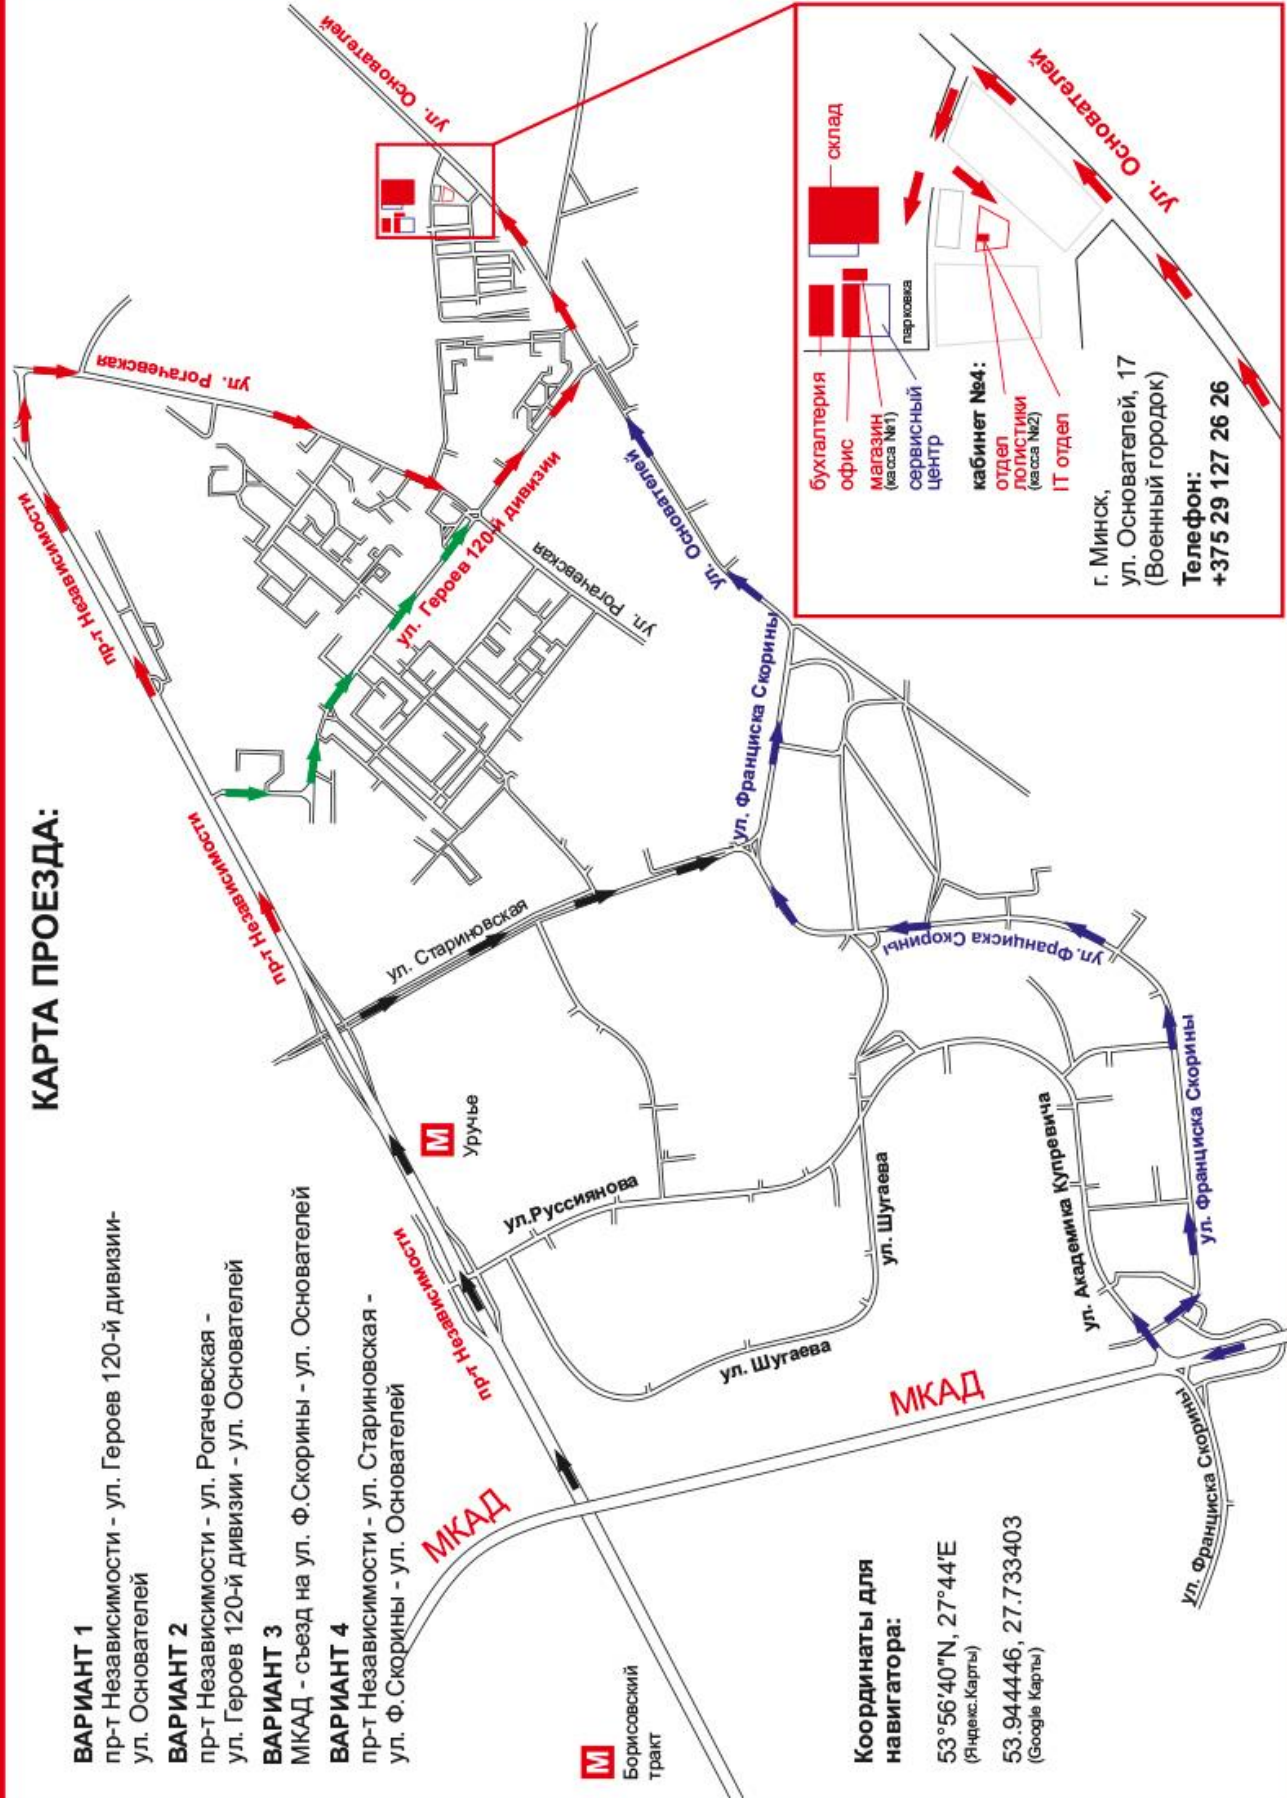 КАРТА ПРОЕЗДА:
ВАРИАНТ 1
пр-т Независимости - ул. Героев 120-й дивизии-
ул. Основателей
ВАРИАНТ 2
пр-т Независимости - ул. Рогачевская -
ул. Героев 120-й дивизии - ул. Основателей
ВАРИАНТ 3
МКАД - съезд на ул. Ф.Скорины - ул. Основателей
ВАРИАНТ 4
пр-т Независимости - ул. Стариновская -
ул. Ф.Скорины - ул. Основателей
МКАД
М
Борисовский
тракт
пр-т Независимости
М
Уручье
пр-т Независимости
пр-т Независимости
ул. Рогачевская
ул. Основателей
ул. Героев 120-й дивизии
ул. Рогачевская
ул. Стариновская
ул.Руссиянова
ул. Шугаева
ул. Шугаева
МКАД
ул. Академика Купревича
ул. Франциска Скорины
ул. Франциска Скорины
ул. Франциска Скорины
ул. Франциска Скорины
ул. Основателей
Координаты для
навигатора:
53°56′40″N, 27°44′E
(Яндекс.Карты)
53.944446, 27.733403
(Google Карты)
бухгалтерия
офис
магазин
(касса №1)
сервисный
центр
склад
парковка
кабинет №4:
отдел
логистики
(касса №2)
IT отдел
ул. Основателей
ул. Основателей
г. Минск,
ул. Основателей, 17
(Военный городок)
Телефон:
+375 29 127 26 26